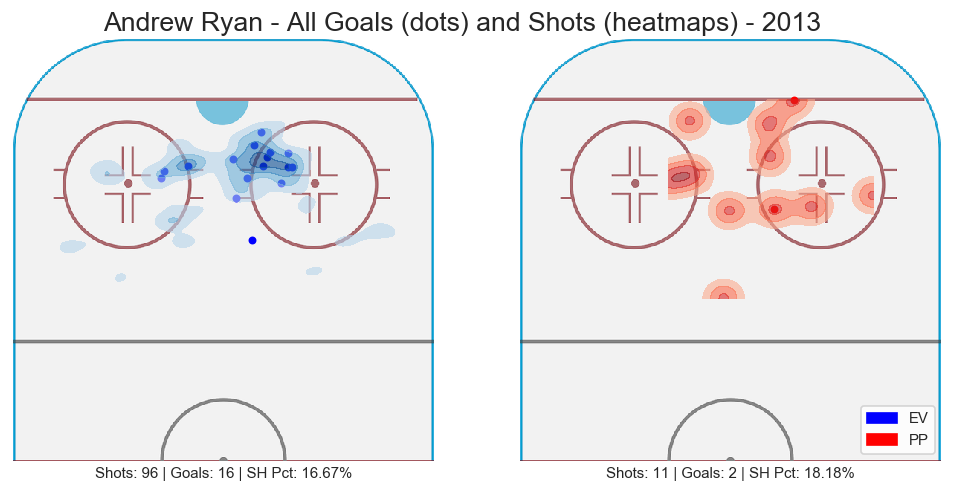 Andrew Ryan - All Goals (dots) and Shots (heatmaps) - 2013
EV
PP
Shots: 96 | Goals: 16 | SH Pct: 16.67%
Shots: 11 | Goals: 2 | SH Pct: 18.18%